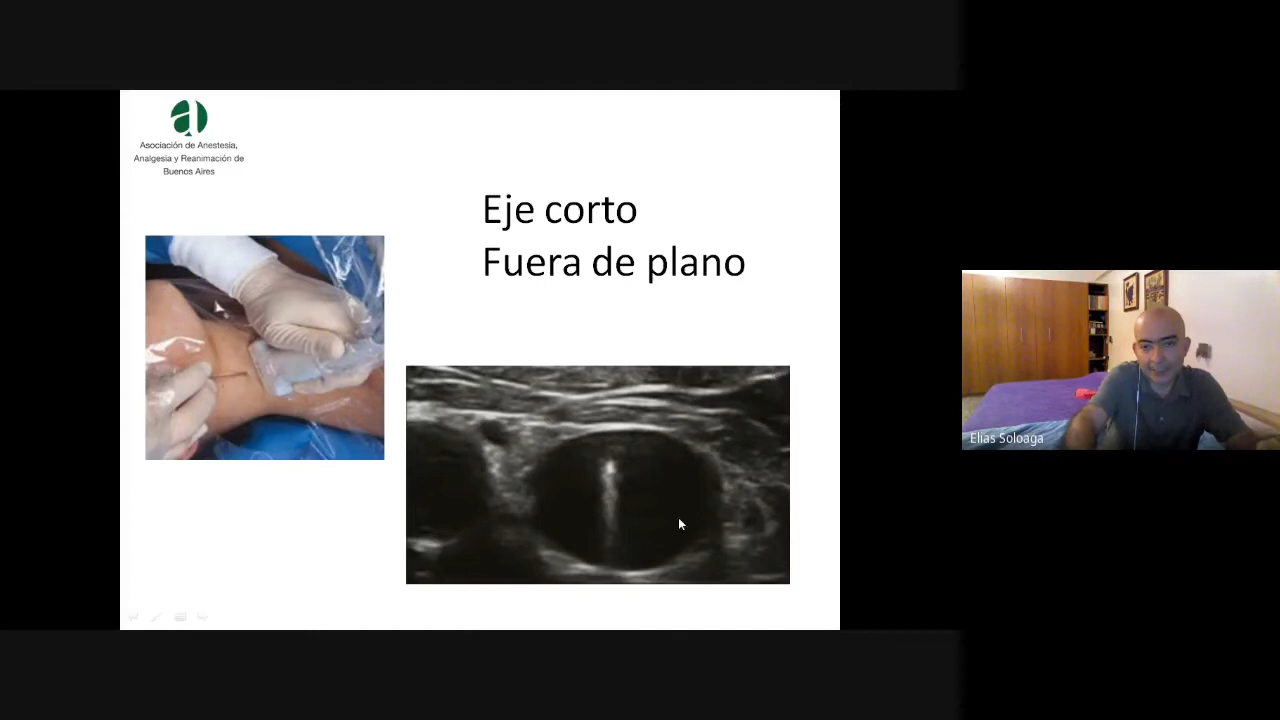 Asociación de Anestesia,
Analgesia y Reanimación de
Buenos Aires
Eje corto
Fuera de plano
Elias Soloaga